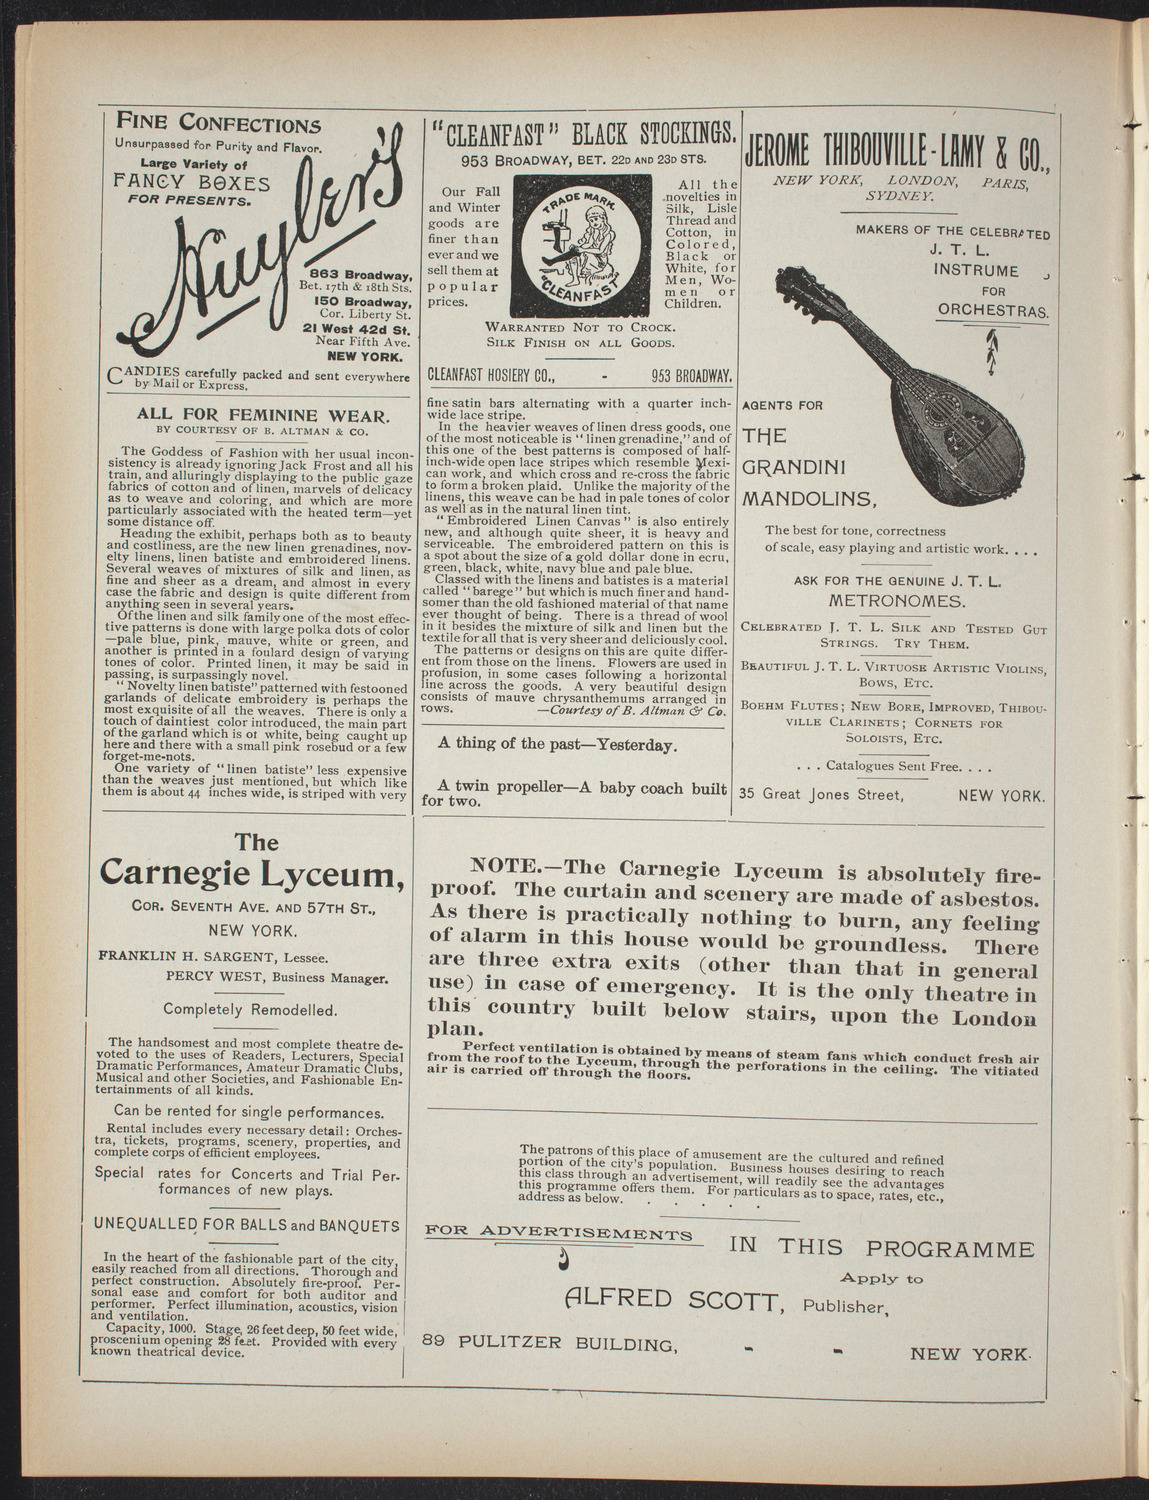 FINE CONFECTIONS
Unsurpassed for Purity and Flavor.
Large Variety of
FANCY BOXES
FOR PRESENTS.
Huyler's
863 Broadway,
Bet. 17th & 18th Sts.
150 Broadway,
Cor. Liberty St.
21 West 42d St.
Near Fifth Ave.
NEW YORK.
CANDIES carefully packed and sent everywhere
by Mail or Express.
ALL FOR FEMININE WEAR.
BY COURTESY OF B. ALTMAN & CO.
The Goddess of Fashion with her usual incon-
sistency is already ignoring Jack Frost and all his
train, and alluringly displaying to the public gaze
fabrics of cotton and of linen, marvels of delicacy
as to weave and coloring, and which are more
particularly associated with the heated term—yet
some distance off.
Heading the exhibit, perhaps both as to beauty
and costliness, are the new linen grenadines, nov-
elty linens, linen batiste and embroidered linens.
Several weaves of mixtures of silk and linen, as
fine and sheer as a dream, and almost in every
case the fabric and design is quite different from
anything seen in several years.
Of the linen and silk family one of the most effec-
tive patterns is done with large polka dots of color
—pale blue, pink, mauve, white or green, and
another is printed in a foulard design of varying
tones of color. Printed linen, it may be said in
passing, is surpassingly novel.
"Novelty linen batiste" patterned with festooned
garlands of delicate embroidery is perhaps the
most exquisite of all the weaves. There is only a
touch of daintiest color introduced, the main part
of the garland which is of white, being caught up
here and there with a small pink rosebud or a few
forget-me-nots.
One variety of "linen batiste" less expensive
than the weaves just mentioned, but which like
them is about 44 inches wide, is striped with very
"CLEANFAST" BLACK STOCKINGS.
953 BROADWAY, BET. 22D AND 23D STS.
Our Fall
and Winter
goods are
finer than
ever and we
sell them at
popular
prices.
TRADE MARK.
"CLEANFAST"
All the
novelties in
Silk, Lisle
Thread and
Cotton, in
Colored,
Black or
White, for
Men, Wo-
men or
Children.
WARRANTED NOT TO CROCK.
SILK FINISH ON ALL GOODS.
CLEANFAST HOSIERY CO., - 953 BROADWAY.
fine satin bars alternating with a quarter inch-
wide lace stripe.
In the heavier weaves of linen dress goods, one
of the most noticeable is "linen grenadine," and of
this one of the best patterns is composed of half-
inch-wide open lace stripes which resemble Mexi-
can work, and which cross and re-cross the fabric
to form a broken plaid. Unlike the majority of the
linens, this weave can be had in pale tones of color
as well as in the natural linen tint.
"Embroidered Linen Canvas" is also entirely
new, and although quite sheer, it is heavy and
serviceable. The embroidered pattern on this is
a spot about the size of a gold dollar done in ecru,
green, black, white, navy blue and pale blue.
Classed with the linens and batistes is a material
called "barege" but which is much finer and hand-
somer than the old fashioned material of that name
ever thought of being. There is a thread of wool
in it besides the mixture of silk and linen but the
textile for all that is very sheer and deliciously cool.
The patterns or designs on this are quite differ-
ent from those on the linens. Flowers are used in
profusion, in some cases following a horizontal
line across the goods. A very beautiful design
consists of mauve chrysanthemums arranged in
rows. —Courtesy of B. Altman & Co.
A thing of the past—Yesterday.
A twin propeller—A baby coach built
for two.
JEROME THIBOUVILLE-LAMY & CO.,
NEW YORK, LONDON, PARIS,
SYDNEY.
MAKERS OF THE CELEBRATED
J. T. L.
INSTRUME
FOR
ORCHESTRAS.
AGENTS FOR
THE
GRANDINI
MANDOLINS,
The best for tone, correctness
of scale, easy playing and artistic work. . . .
ASK FOR THE GENUINE J. T. L.
METRONOMES.
CELEBRATED J. T. L. SILK AND TESTED GUT
STRINGS. TRY THEM.
BEAUTIFUL J. T. L. VIRTUOSE ARTISTIC VIOLINS,
BOWS, ETC.
BOEHM FLUTES; NEW BORE, IMPROVED, THIBOU-
VILLE CLARINETS; CORNETS FOR
SOLOISTS, ETC.
. . . Catalogues Sent Free. . . .
35 Great Jones Street, NEW YORK.
The
Carnegie Lyceum,
COR. SEVENTH AVE. AND 57TH ST.,
NEW YORK.
FRANKLIN H. SARGENT, Lessee.
PERCY WEST, Business Manager.
Completely Remodelled.
The handsomest and most complete theatre de-
voted to the uses of Readers, Lecturers, Special
Dramatic Performances, Amateur Dramatic Clubs,
Musical and other Societies, and Fashionable En-
tertainments of all kinds.
Can be rented for single performances.
Rental includes every necessary detail: Orches-
tra, tickets, programs, scenery, properties, and
complete corps of efficient employees.
Special rates for Concerts and Trial Per-
formances of new plays.
UNEQUALLED FOR BALLS and BANQUETS
In the heart of the fashionable part of the city,
easily reached from all directions. Thorough and
perfect construction. Absolutely fire-proof. Per-
sonal ease and comfort for both auditor and
performer. Perfect illumination, acoustics, vision
and ventilation.
Capacity, 1000. Stage, 26 feet deep, 50 feet wide,
proscenium opening 28 feet. Provided with every
known theatrical device.
NOTE.—The Carnegie Lyceum is absolutely fire-
proof. The curtain and scenery are made of asbestos.
As there is practically nothing to burn, any feeling
of alarm in this house would be groundless. There
are three extra exits (other than that in general
use) in case of emergency. It is the only theatre in
this country built below stairs, upon the London
plan.
Perfect ventilation is obtained by means of steam fans which conduct fresh air
from the roof to the Lyceum, through the perforations in the ceiling. The vitiated
air is carried off through the floors.
The patrons of this place of amusement are the cultured and refined
portion of the city's population. Business houses desiring to reach
this class through an advertisement, will readily see the advantages
this programme offers them. For particulars as to space, rates, etc.,
address as below. . . . . .
FOR ADVERTISEMENTS IN THIS PROGRAMME
Apply to
ALFRED SCOTT, Publisher,
89 PULITZER BUILDING, - - NEW YORK.